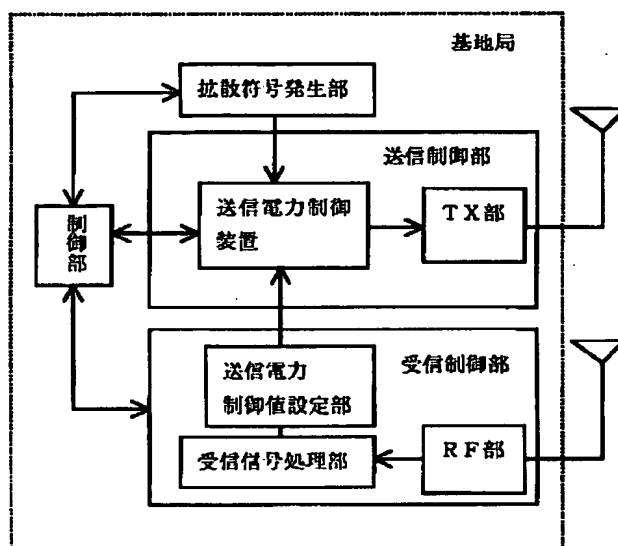 基地局
拡散符号発生部
送信制御部
送信電力制御
装置
TX部
制御部
送信電力
制御値設定部
受信制御部
受信信号処理部
RF部